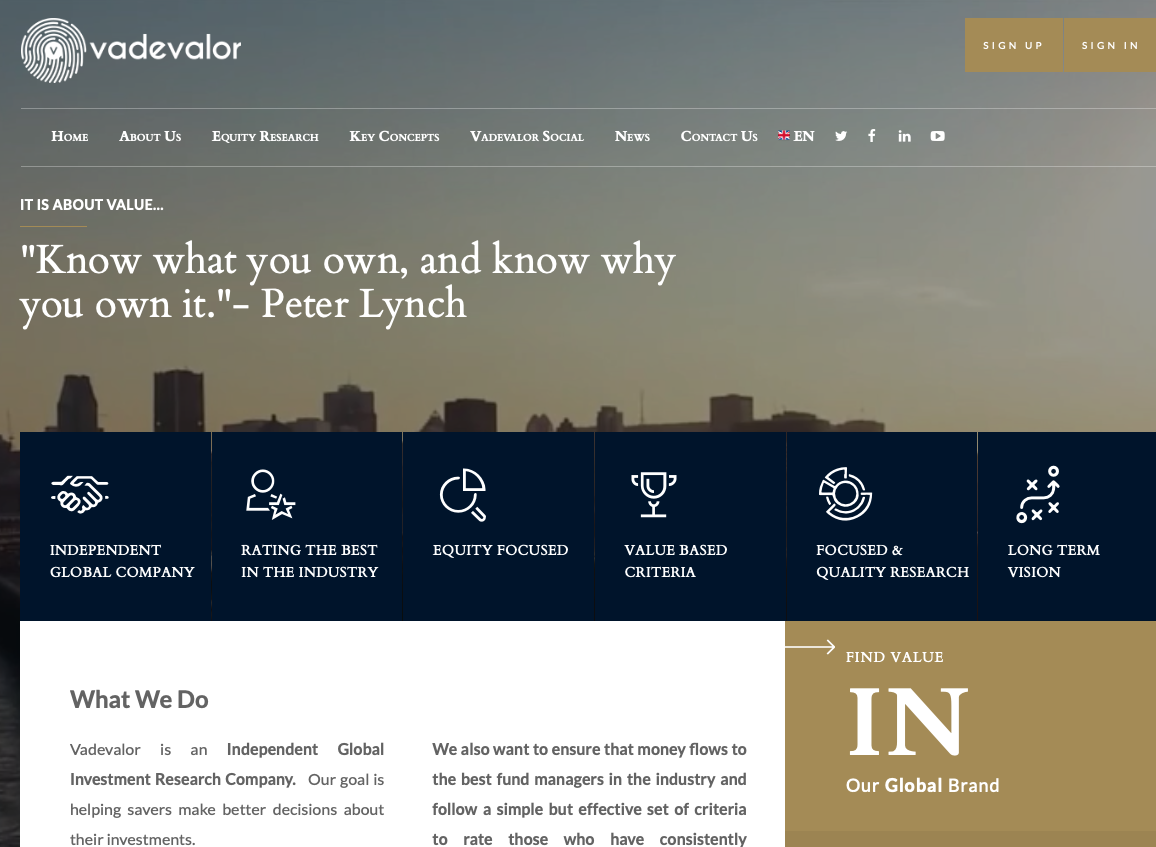 vadevalor
SIGN UP
SIGN IN
Home
About Us
Equity Research
Key Concepts
Vadevalor Social
News
Contact Us
EN
IT IS ABOUT VALUE...
"Know what you own, and know why
you own it."- Peter Lynch
INDEPENDENT
GLOBAL COMPANY
RATING THE BEST
IN THE INDUSTRY
EQUITY FOCUSED
VALUE BASED
CRITERIA
FOCUSED &
QUALITY RESEARCH
LONG TERM
VISION
What We Do
Vadevalor is an Independent Global
Investment Research Company. Our goal is
helping savers make better decisions about
their investments.
We also want to ensure that money flows to
the best fund managers in the industry and
follow a simple but effective set of criteria
to rate those who have consistently
FIND VALUE
IN
Our Global Brand